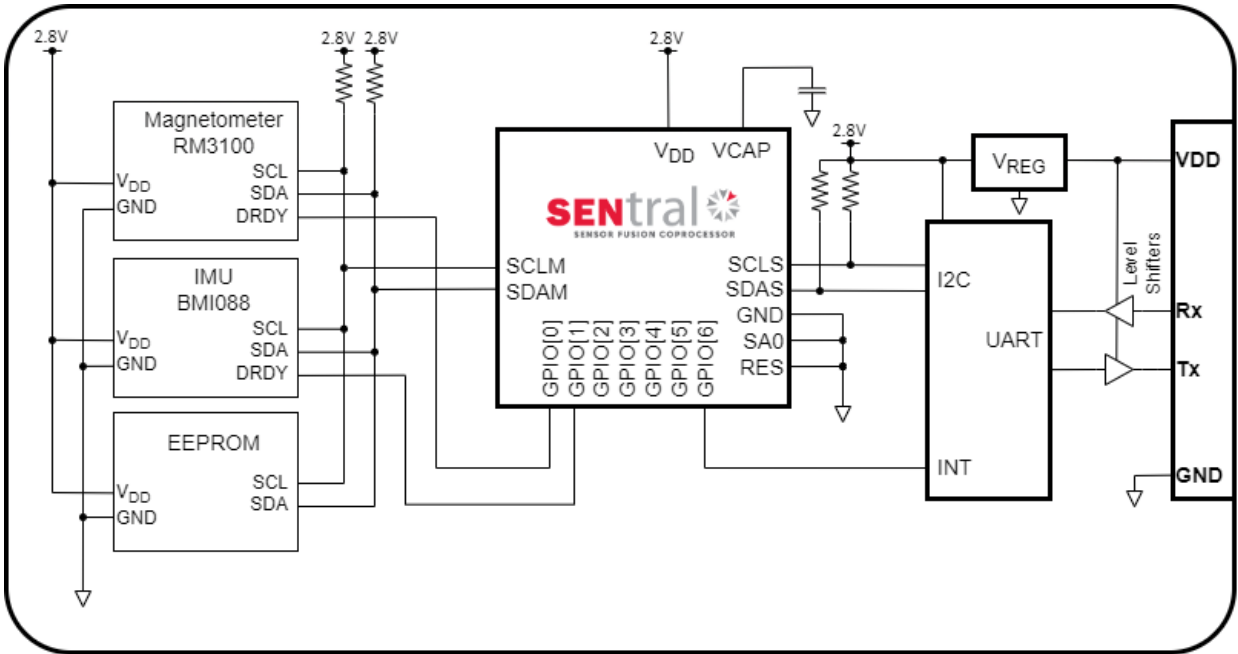 2.8V
2.8V 2.8V
2.8V
Magnetometer
RM3100
VDD
GND
SCL
SDA
DRDY
IMU
BMI088
VDD
GND
SCL
SDA
DRDY
EEPROM
VDD
GND
SCL
SDA
VDD VCAP
SENtral
SENSOR FUSION COPROCESSOR
SCLM
SDAM
GPIO[0]
GPIO[1]
GPIO[2]
GPIO[3]
GPIO[4]
GPIO[5]
GPIO[6]
SCLS
SDAS
GND
SA0
RES
2.8V
VREG
I2C
UART
INT
Level
Shifters
VDD
Rx
Tx
GND